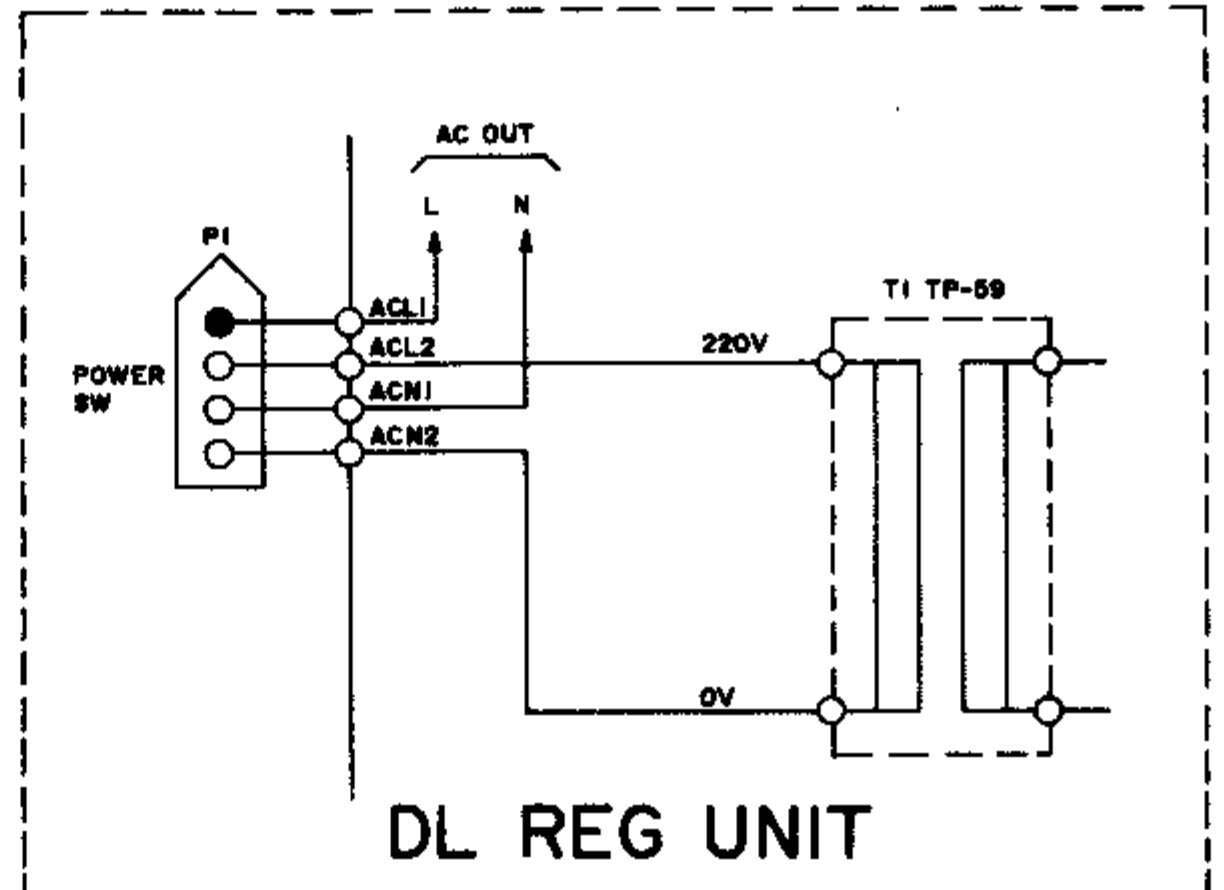 AC OUT
L N
P1
T1 TP-59
ACL1
ACL2
220V
POWER
SW
ACN1
ACN2
0V
DL REG UNIT